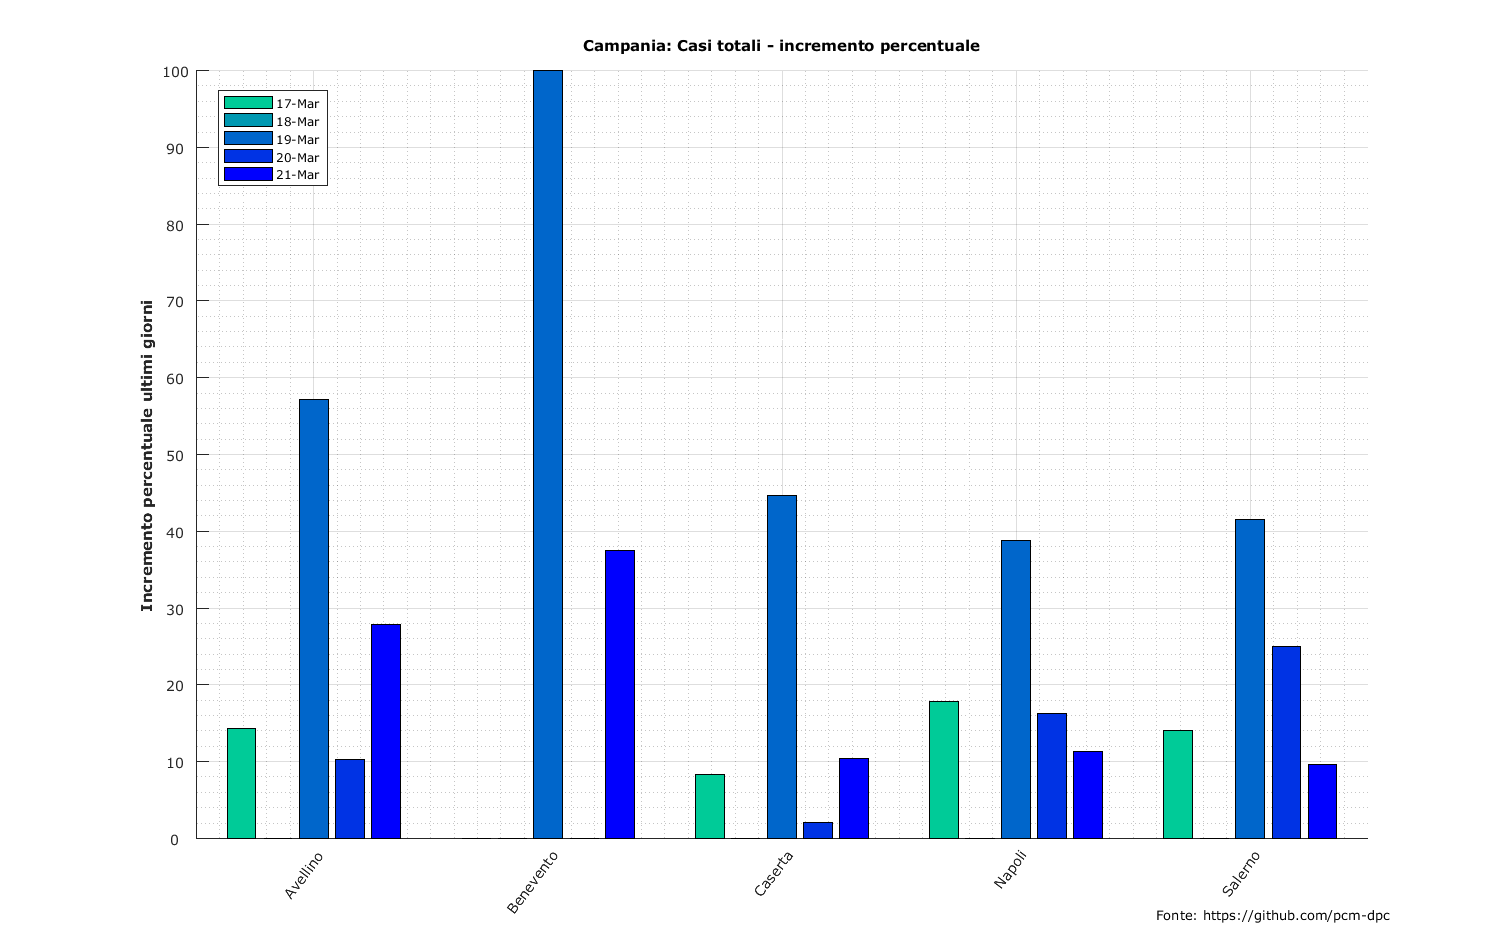 Campania: Casi totali - incremento percentuale
100
90
80
70
60
50
40
30
20
10
0
Incremento percentuale ultimi giorni
17-Mar
18-Mar
19-Mar
20-Mar
21-Mar
Avellino
Benevento
Caserta
Napoli
Salerno
Fonte: https://github.com/pcm-dpc